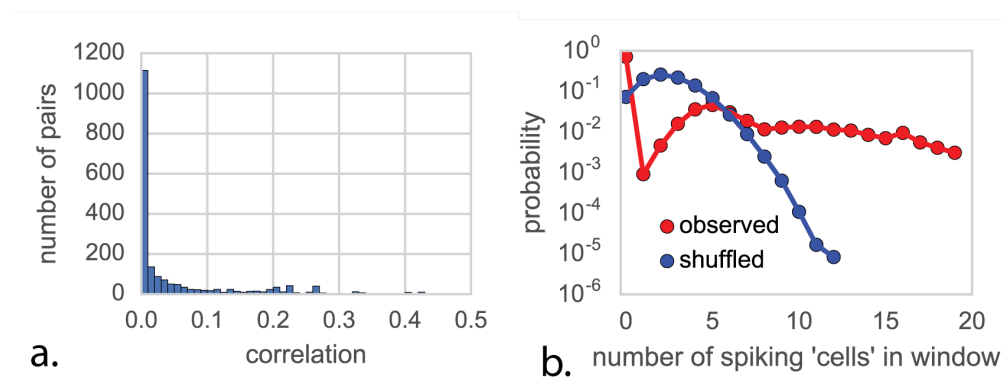 1200
1000
800
600
400
200
0
number of pairs
0.0 0.1 0.2 0.3 0.4 0.5
correlation
a.
10^0
10^-1
10^-2
10^-3
10^-4
10^-5
10^-6
probability
observed
shuffled
0 5 10 15 20
number of spiking 'cells' in window
b.